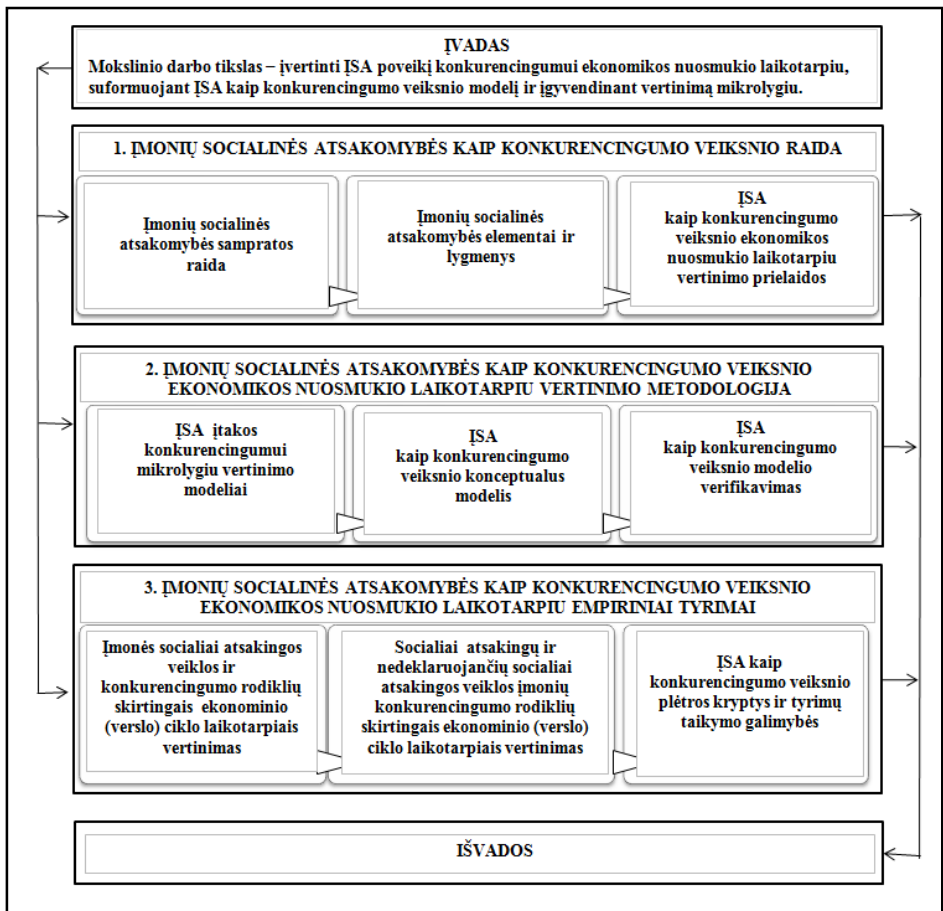 ĮVADAS
Mokslinio darbo tikslas – įvertinti ĮSA poveikį konkurencingumui ekonomikos nuosmukio laikotarpiu,
suformuojant ĮSA kaip konkurencingumo veiksnio modelį ir įgyvendinant vertinimą mikrolygiu.
1. ĮMONIŲ SOCIALINĖS ATSAKOMYBĖS KAIP KONKURENCINGUMO VEIKSNIO RAIDA
Įmonių socialinės
atsakomybės sampratos
raida
Įmonių socialinės
atsakomybės elementai ir
lygmenys
ĮSA
kaip konkurencingumo
veiksnio ekonomikos
nuosmukio laikotarpiu
vertinimo prielaidos
2. ĮMONIŲ SOCIALINĖS ATSAKOMYBĖS KAIP KONKURENCINGUMO VEIKSNIO
EKONOMIKOS NUOSMUKIO LAIKOTARPIU VERTINIMO METODOLOGIJA
ĮSA įtakos
konkurencingumui
mikrolygiu vertinimo
modeliai
ĮSA
kaip konkurencingumo
veiksnio konceptualus
modelis
ĮSA
kaip konkurencingumo
veiksnio modelio
verifikavimas
3. ĮMONIŲ SOCIALINĖS ATSAKOMYBĖS KAIP KONKURENCINGUMO VEIKSNIO
EKONOMIKOS NUOSMUKIO LAIKOTARPIU EMPIRINIAI TYRIMAI
Įmonės socialiai atsakingos
veiklos ir
konkurencingumo rodiklių
skirtingais ekonominio
(verslo) ciklo laikotarpiais
vertinimas
Socialiai atsakingų ir
nedeklaruojančių socialiai
atsakingos veiklos įmonių
konkurencingumo rodiklių
skirtingais ekonominio (verslo)
ciklo laikotarpiais vertinimas
ĮSA kaip
konkurencingumo veiksnio
plėtros kryptys ir tyrimų
taikymo galimybės
IŠVADOS